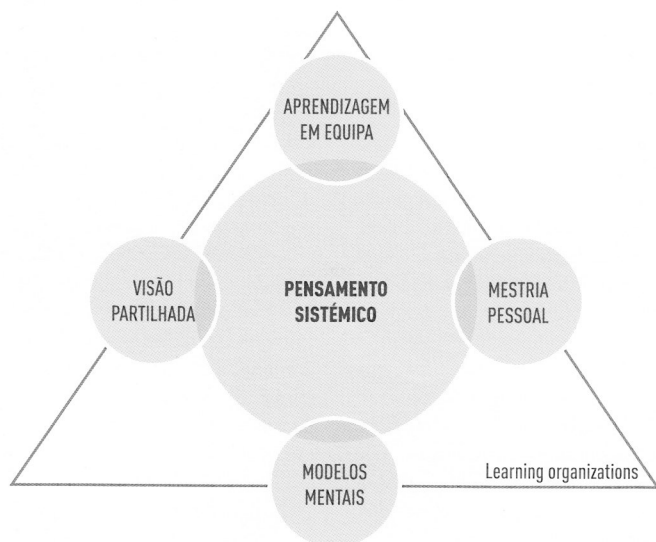 APRENDIZAGEM
EM EQUIPA
VISÃO
PARTILHADA
PENSAMENTO
SISTÉMICO
MESTRIA
PESSOAL
MODELOS
MENTAIS
Learning organizations